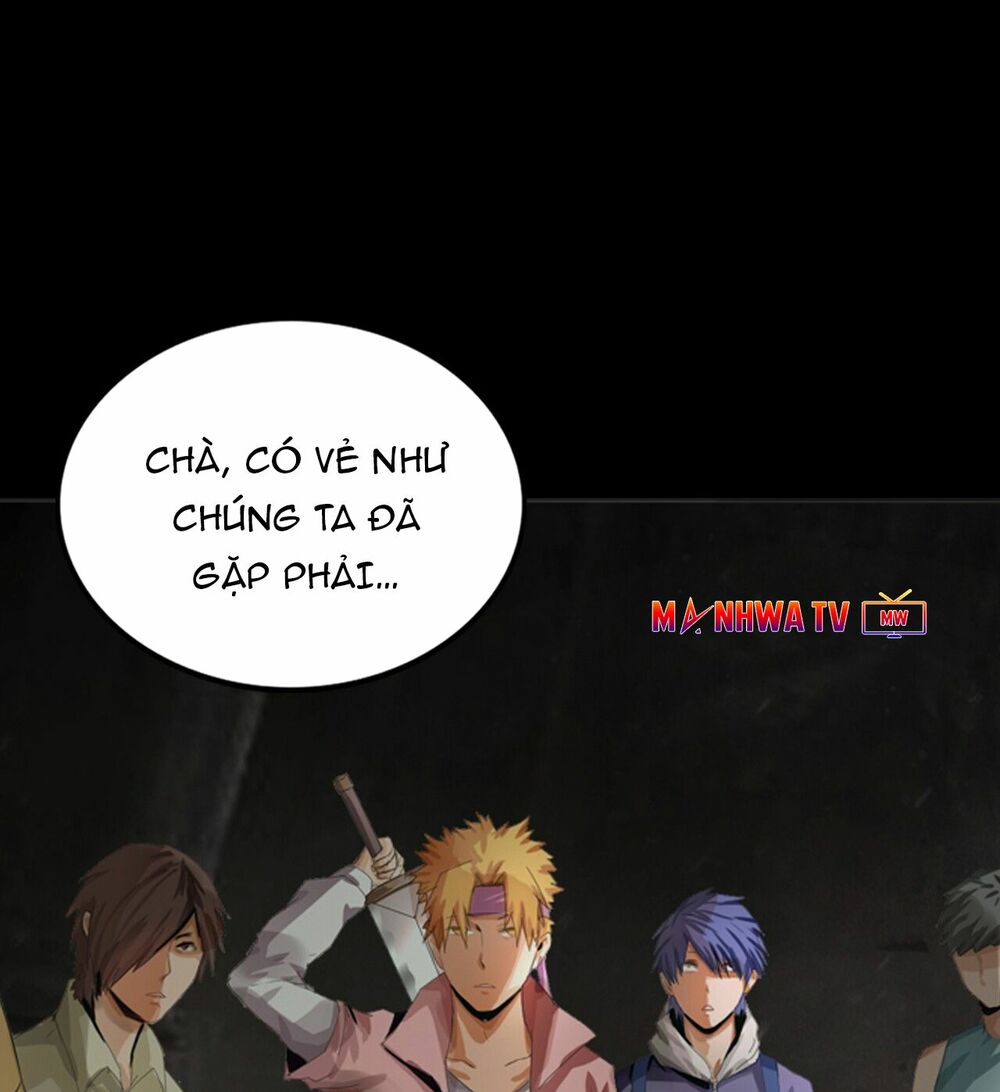 CHÀ, CÓ VẺ NHƯ
CHÚNG TA ĐÃ
GẶP PHẢI...
MANHWA TV MW